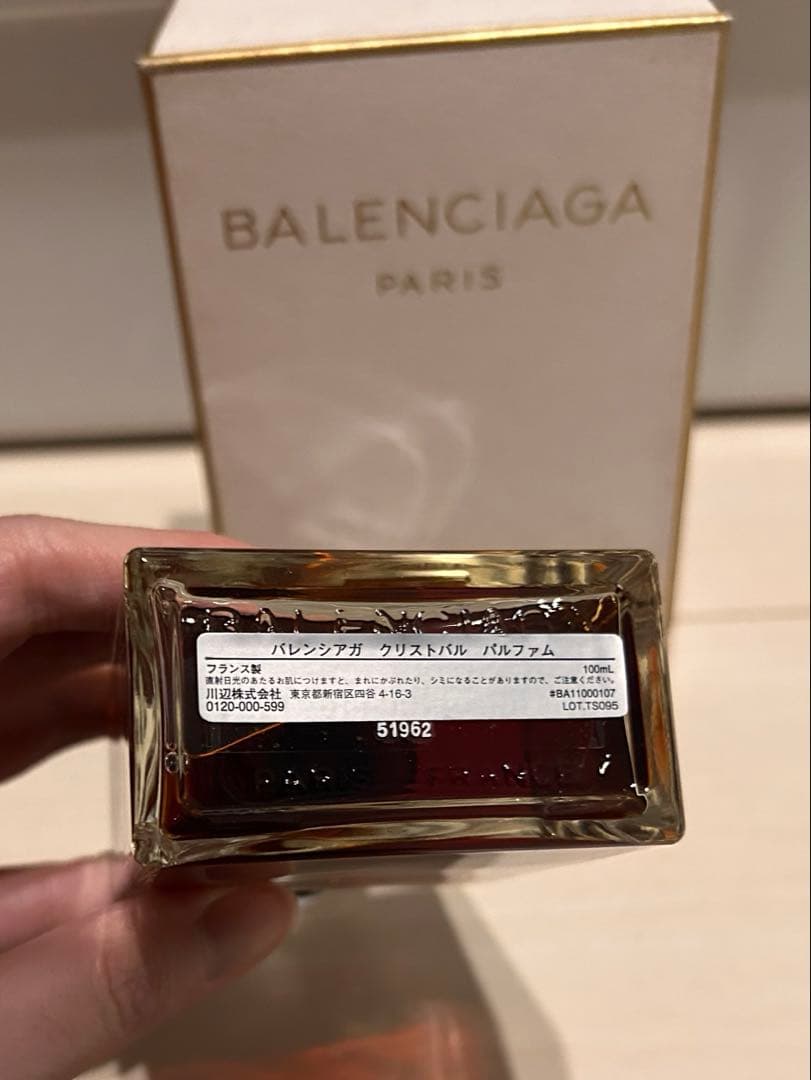 BALENCIAGA
PARIS
バレンシアガ クリストバル パルファム
フランス製 100mL
直射日光のあたるお肌につけますと、まれにかぶれたり、シミになることがありますので、ご注意ください。
川辺株式会社 東京都新宿区四谷 4-16-3 #BA11000107
0120-000-599 LOT.TS095
51962
PARIS FRANCE